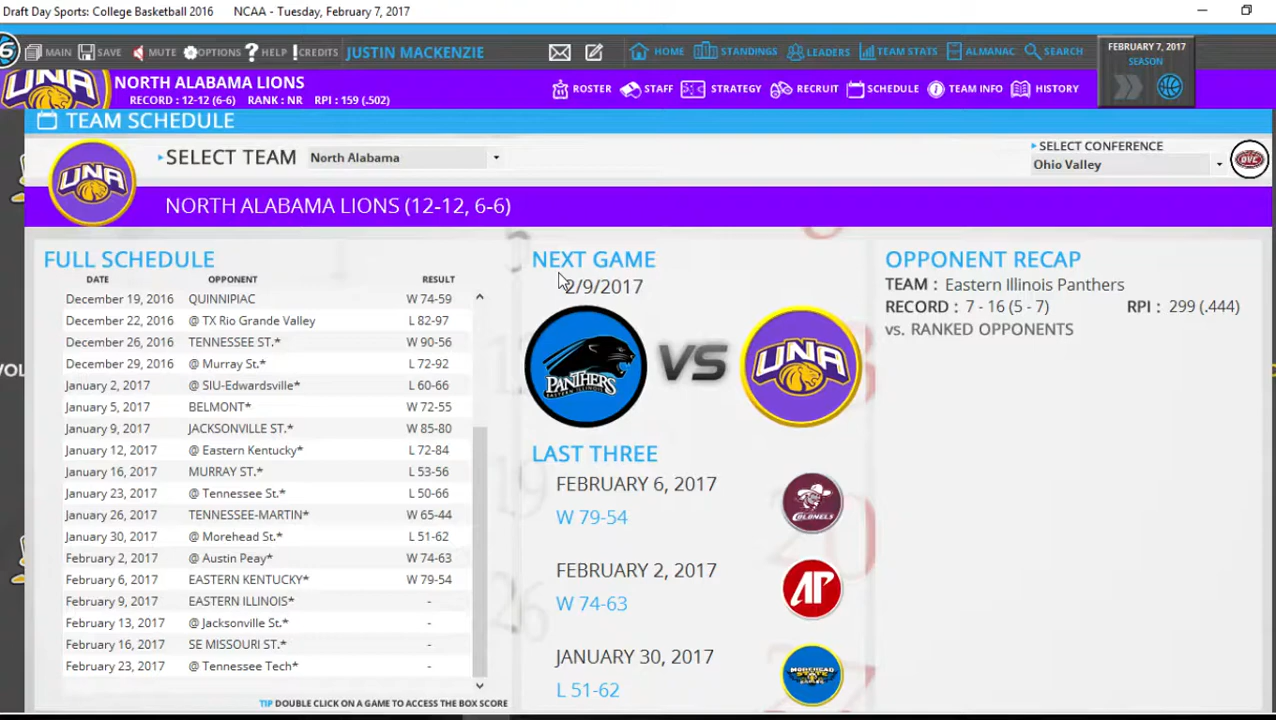 Draft Day Sports: College Basketball 2016 NCAA - Tuesday, February 7, 2017
MAIN SAVE MUTE OPTIONS HELP CREDITS JUSTIN MACKENZIE HOME STANDINGS LEADERS TEAM STATS ALMANAC SEARCH
FEBRUARY 7, 2017
SEASON
UNA
NORTH ALABAMA LIONS
RECORD : 12-12 (6-6) RANK : NR RPI : 159 (.502)
ROSTER STAFF STRATEGY RECRUIT SCHEDULE TEAM INFO HISTORY
TEAM SCHEDULE
UNA
SELECT TEAM North Alabama
SELECT CONFERENCE
Ohio Valley
OVC
NORTH ALABAMA LIONS (12-12, 6-6)
FULL SCHEDULE
DATE OPPONENT RESULT
December 19, 2016 QUINNIPIAC W 74-59
December 22, 2016 @ TX Rio Grande Valley L 82-97
December 26, 2016 TENNESSEE ST.* W 90-56
December 29, 2016 @ Murray St.* L 72-92
January 2, 2017 @ SIU-Edwardsville* L 60-66
January 5, 2017 BELMONT* W 72-55
January 9, 2017 JACKSONVILLE ST.* W 85-80
January 12, 2017 @ Eastern Kentucky* L 72-84
January 16, 2017 MURRAY ST.* L 53-56
January 23, 2017 @ Tennessee St.* L 50-66
January 26, 2017 TENNESSEE-MARTIN* W 65-44
January 30, 2017 @ Morehead St.* L 51-62
February 2, 2017 @ Austin Peay* W 74-63
February 6, 2017 EASTERN KENTUCKY* W 79-54
February 9, 2017 EASTERN ILLINOIS* -
February 13, 2017 @ Jacksonville St.* -
February 16, 2017 SE MISSOURI ST.* -
February 23, 2017 @ Tennessee Tech* -
TIP DOUBLE CLICK ON A GAME TO ACCESS THE BOX SCORE
NEXT GAME
2/9/2017
PANTHERS
EASTERN ILLINOIS
VS
UNA
LAST THREE
FEBRUARY 6, 2017
W 79-54
COLONELS
FEBRUARY 2, 2017
W 74-63
AP
JANUARY 30, 2017
L 51-62
MOREHEAD STATE
OPPONENT RECAP
TEAM : Eastern Illinois Panthers
RECORD : 7 - 16 (5 - 7) RPI : 299 (.444)
vs. RANKED OPPONENTS